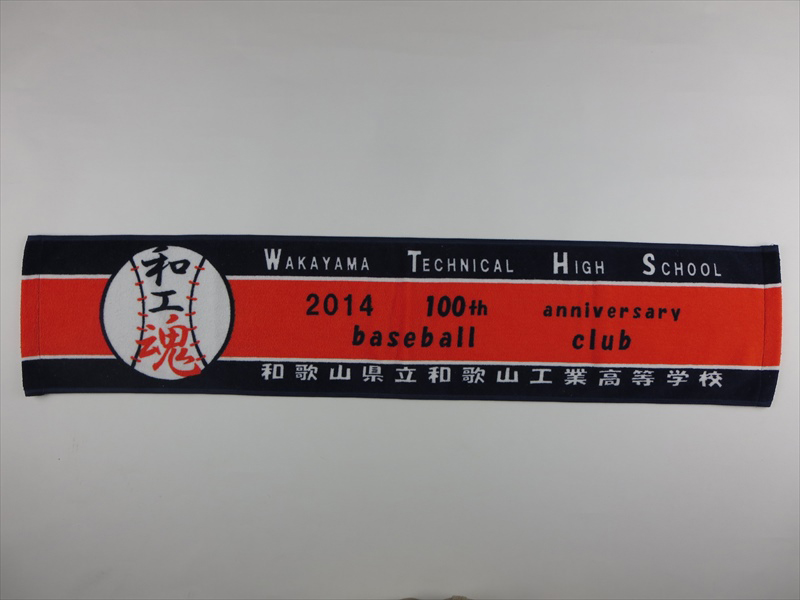 和工魂
WAKAYAMA TECHNICAL HIGH SCHOOL
2014 100th anniversary
baseball club
和歌山県立和歌山工業高等学校